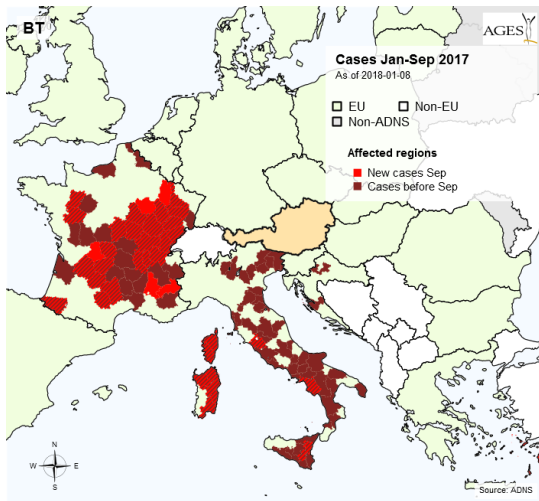 BT
AGES
Cases Jan-Sep 2017
As of 2018-01-08
EU Non-EU
Non-ADNS
Affected regions
New cases Sep
Cases before Sep
N
W E
S
Source: ADNS